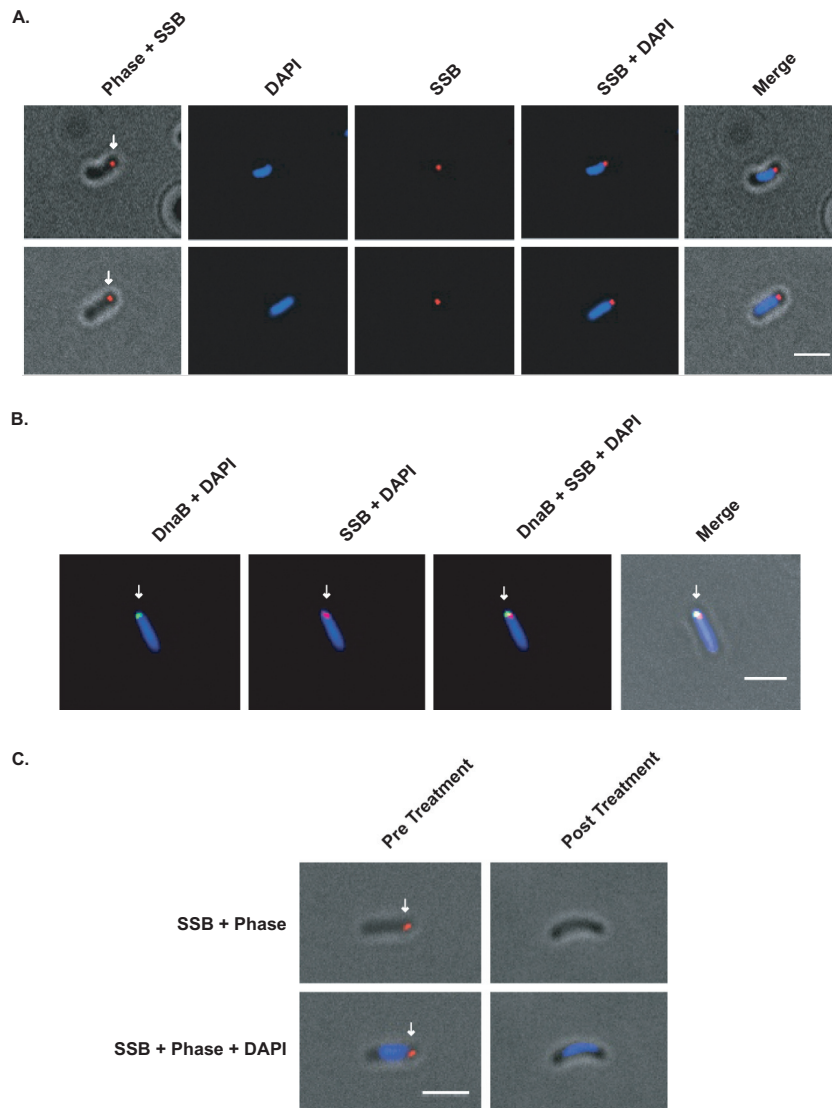 A.
Phase + SSB
DAPI
SSB
SSB + DAPI
Merge
B.
DnaB + DAPI
SSB + DAPI
DnaB + SSB + DAPI
Merge
C.
Pre Treatment
Post Treatment
SSB + Phase
SSB + Phase + DAPI